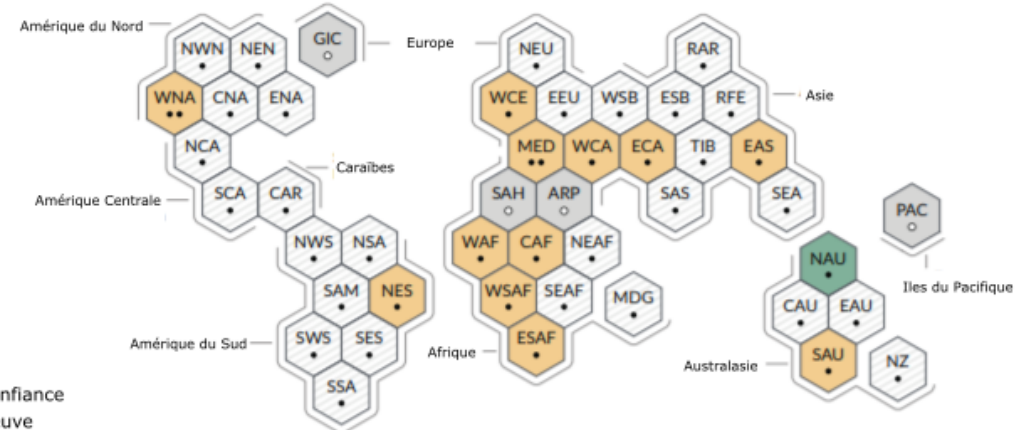 Amérique du Nord
NWN NEN GIC
Europe
NEU RAR
WNA CNA ENA
WCE EEU WSB ESB RFE
Asie
NCA
MED WCA ECA TIB EAS
Caraïbes
Amérique Centrale
SCA CAR
SAH ARP SAS SEA
PAC
NWS NSA
WAF CAF NEAF
NAU
Iles du Pacifique
SAM NES
WSAF SEAF MDG
CAU EAU
Amérique du Sud
SWS SES
Afrique
ESAF
Australasie
SAU NZ
SSA
nfiance
uve